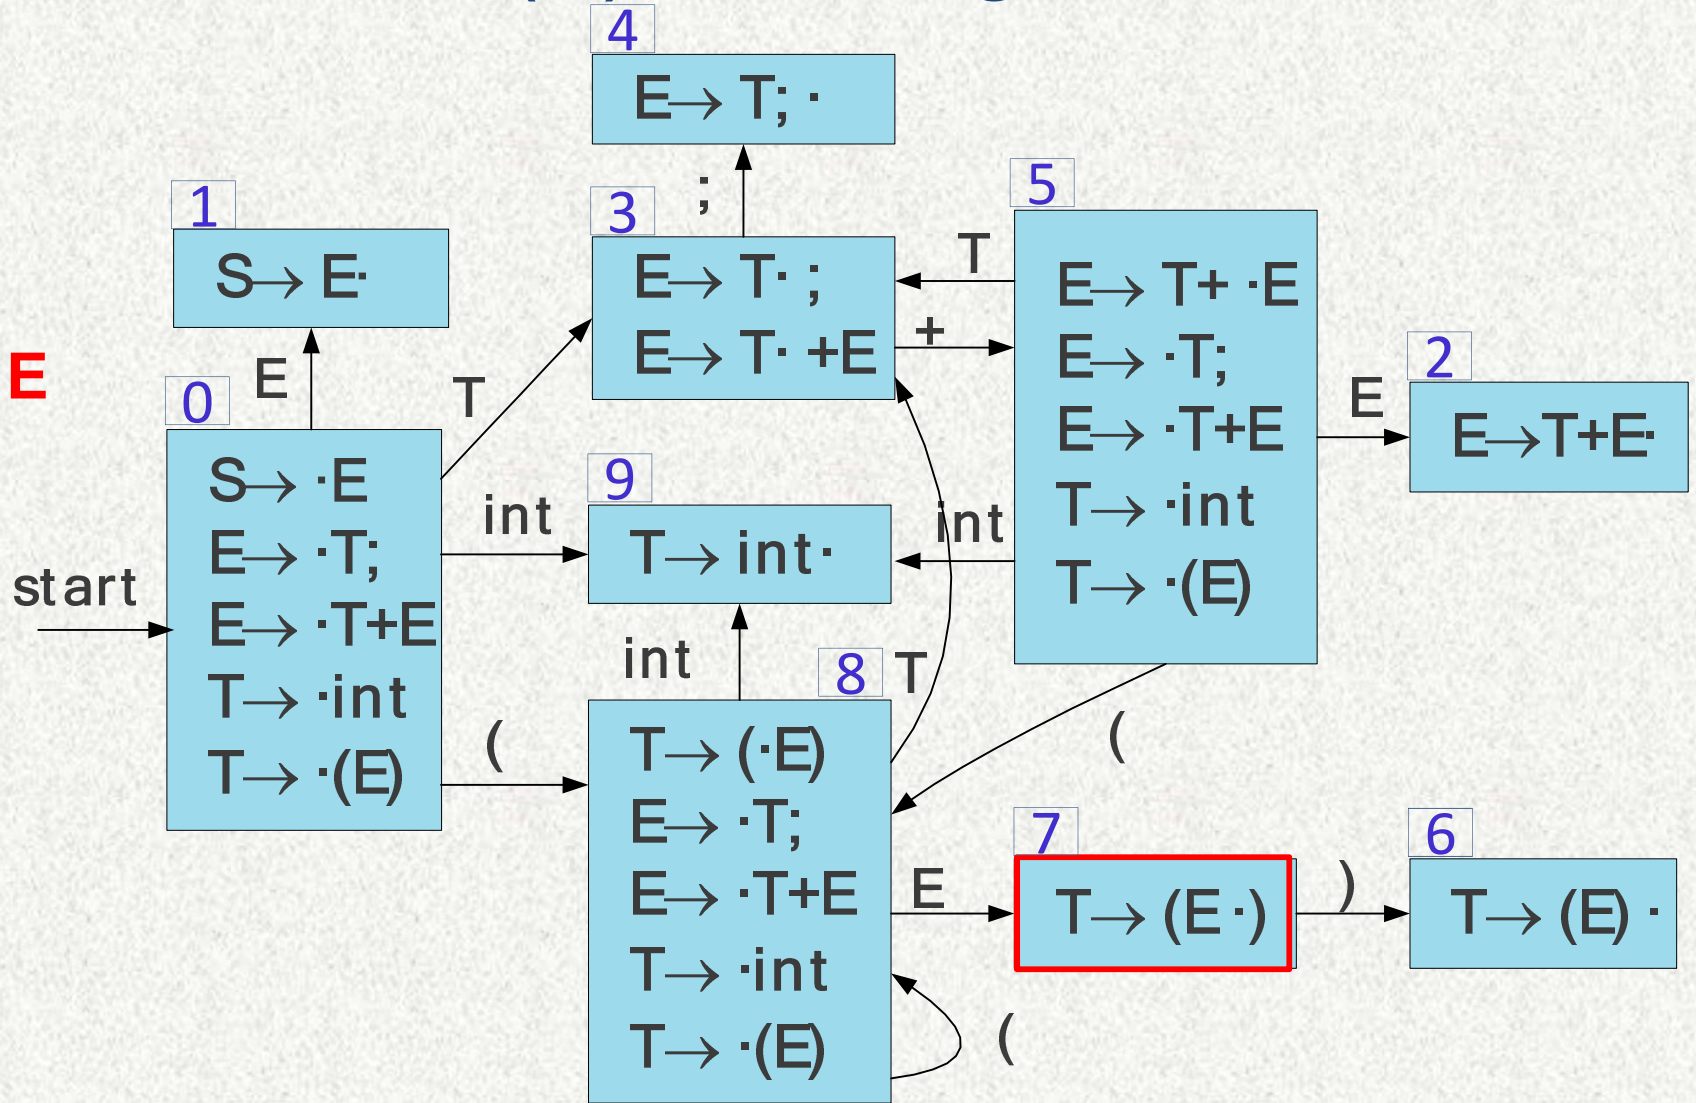 4
E→ T; ·
;
1
S→ E·
3
E→ T· ;
E→ T· +E
T
+
5
E→ T+ ·E
E→ ·T;
E→ ·T+E
T→ ·int
T→ ·(E)
E
2
E→T+E·
E
E
T
0
S→ ·E
E→ ·T;
E→ ·T+E
T→ ·int
T→ ·(E)
start
int
9
T→ int·
int
int
(
8
T
T→ (·E)
E→ ·T;
E→ ·T+E
T→ ·int
T→ ·(E)
(
E
7
T→ (E·)
)
6
T→ (E) ·
(